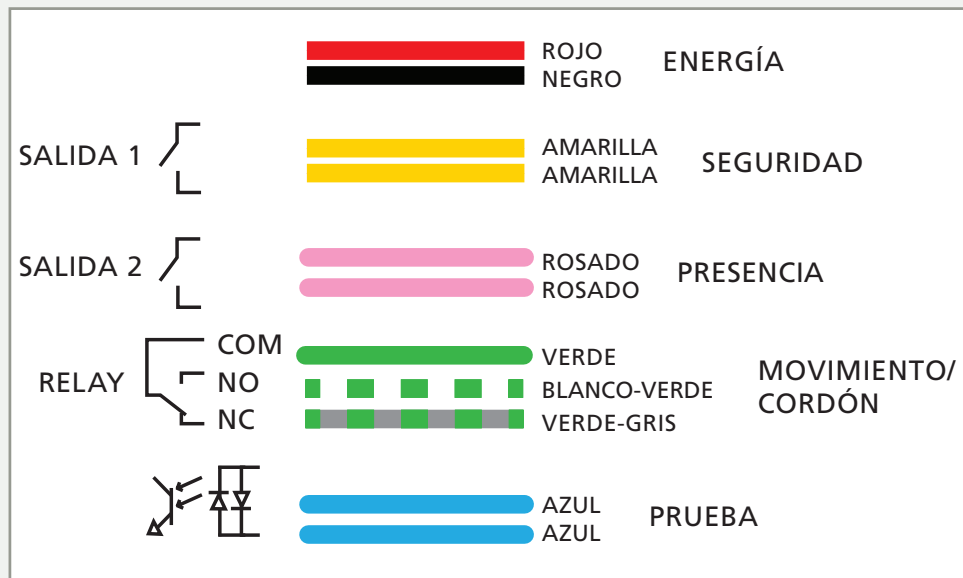 ROJO
NEGRO
ENERGÍA
SALIDA 1
AMARILLA
AMARILLA
SEGURIDAD
SALIDA 2
ROSADO
ROSADO
PRESENCIA
RELAY
COM
NO
NC
VERDE
BLANCO-VERDE
VERDE-GRIS
MOVIMIENTO/
CORDÓN
AZUL
AZUL
PRUEBA